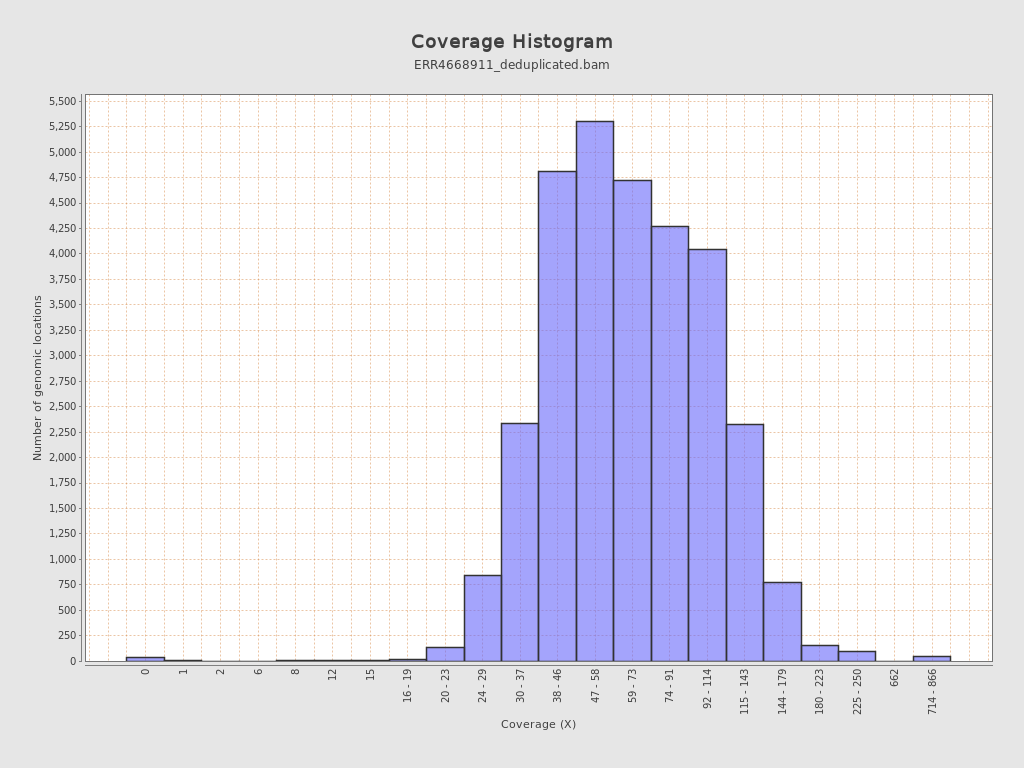 Coverage Histogram
ERR4668911_deduplicated.bam
Number of genomic locations
5,500
5,250
5,000
4,750
4,500
4,250
4,000
3,750
3,500
3,250
3,000
2,750
2,500
2,250
2,000
1,750
1,500
1,250
1,000
750
500
250
0
0
1
2
6
8
12
15
16 - 19
20 - 23
24 - 29
30 - 37
38 - 46
47 - 58
59 - 73
74 - 91
92 - 114
115 - 143
144 - 179
180 - 223
225 - 250
662
714 - 866
Coverage (X)